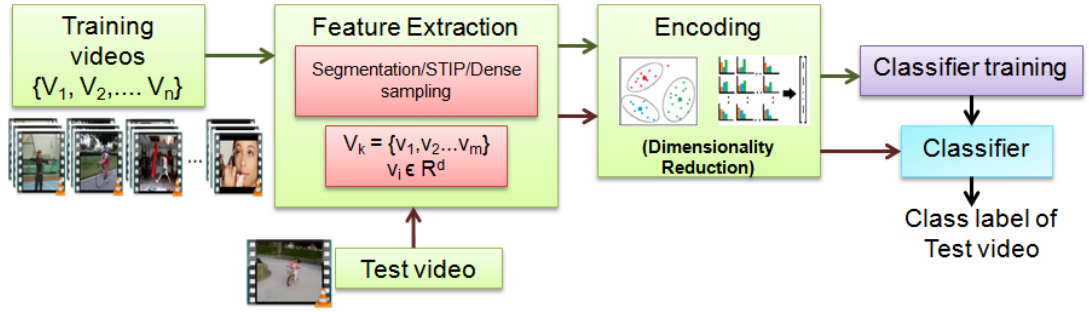 Training
videos
{V₁, V₂,.... Vₙ}
...
Feature Extraction
Segmentation/STIP/Dense
sampling
Vₖ = {v₁,v₂...vₘ}
vᵢ ϵ Rᵈ
Test video
Encoding
(Dimensionality
Reduction)
Classifier training
Classifier
Class label of
Test video